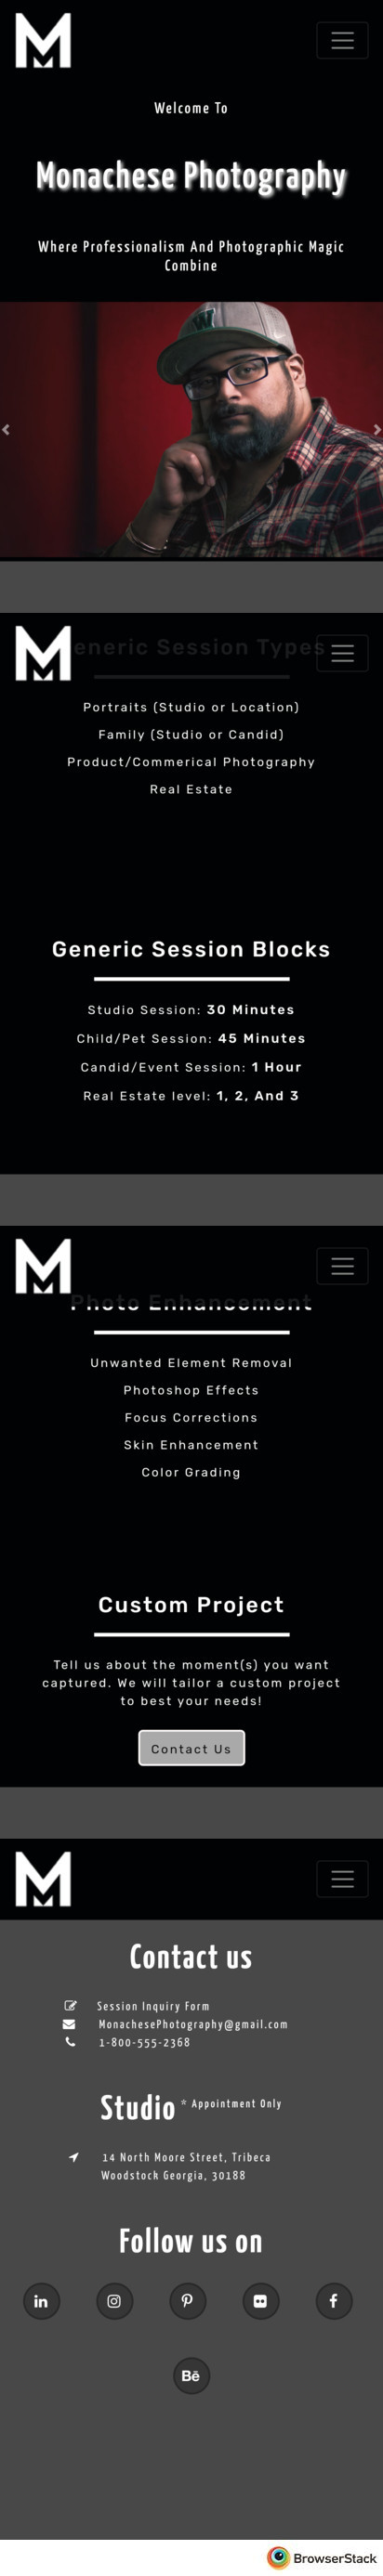 M
Welcome To
Monachese Photography
Where Professionalism And Photographic Magic
Combine
M
eneric Session Types
Portraits (Studio or Location)
Family (Studio or Candid)
Product/Commerical Photography
Real Estate
Generic Session Blocks
Studio Session: 30 Minutes
Child/Pet Session: 45 Minutes
Candid/Event Session: 1 Hour
Real Estate level: 1, 2, And 3
M
Photo Enhancement
Unwanted Element Removal
Photoshop Effects
Focus Corrections
Skin Enhancement
Color Grading
Custom Project
Tell us about the moment(s) you want
captured. We will tailor a custom project
to best your needs!
Contact Us
M
Contact us
Session Inquiry Form
MonachesePhotography@gmail.com
1-800-555-2368
Studio * Appointment Only
14 North Moore Street, Tribeca
Woodstock Georgia, 30188
Follow us on
in
Bē
BrowserStack